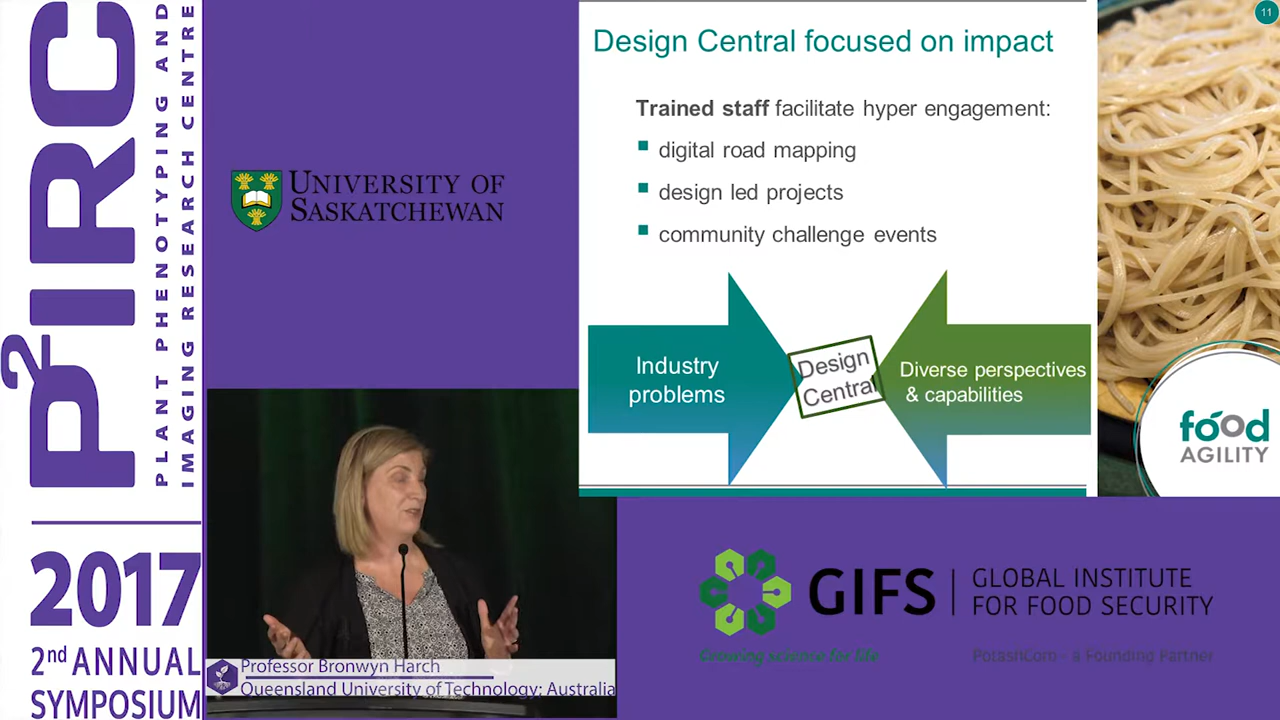 P²IRC
PLANT PHENOTYPING AND
IMAGING RESEARCH CENTRE
2017
2nd ANNUAL
SYMPOSIUM
UNIVERSITY OF
SASKATCHEWAN
11
Design Central focused on impact
Trained staff facilitate hyper engagement:
digital road mapping
design led projects
community challenge events
Industry
problems
Design
Central
Diverse perspectives
& capabilities
food
AGILITY
Professor Bronwyn Harch
Queensland University of Technology: Australia
GIFS
GLOBAL INSTITUTE
FOR FOOD SECURITY
Growing science for life
PotashCorp - a Founding Partner